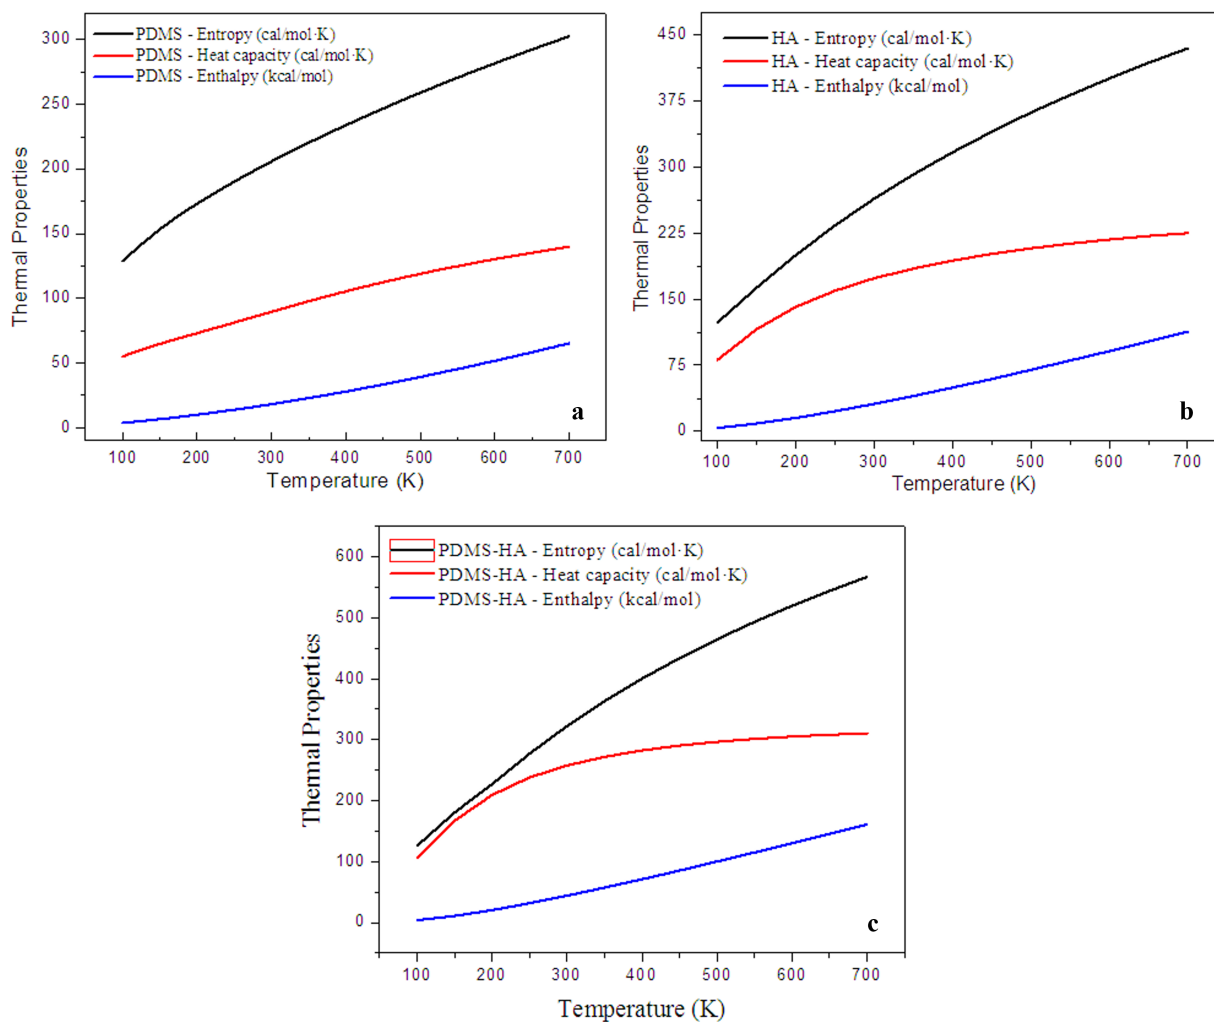 PDMS - Entropy (cal/mol·K)
PDMS - Heat capacity (cal/mol·K)
PDMS - Enthalpy (kcal/mol)
300
250
200
150
100
50
0
Thermal Properties
100 200 300 400 500 600 700
Temperature (K)
a
HA - Entropy (cal/mol·K)
HA - Heat capacity (cal/mol·K)
HA - Enthalpy (kcal/mol)
450
375
300
225
150
75
0
Thermal Properties
100 200 300 400 500 600 700
Temperature (K)
b
PDMS-HA - Entropy (cal/mol·K)
PDMS-HA - Heat capacity (cal/mol·K)
PDMS-HA - Enthalpy (kcal/mol)
600
500
400
300
200
100
0
Thermal Properties
100 200 300 400 500 600 700
Temperature (K)
c